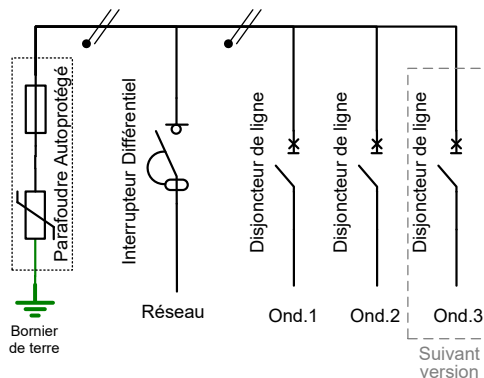 Parafoudre Autoprotégé
Interrupteur Différentiel
Disjoncteur de ligne
Disjoncteur de ligne
Disjoncteur de ligne
Réseau
Ond.1
Ond.2
Ond.3
Bornier
de terre
Suivant
version